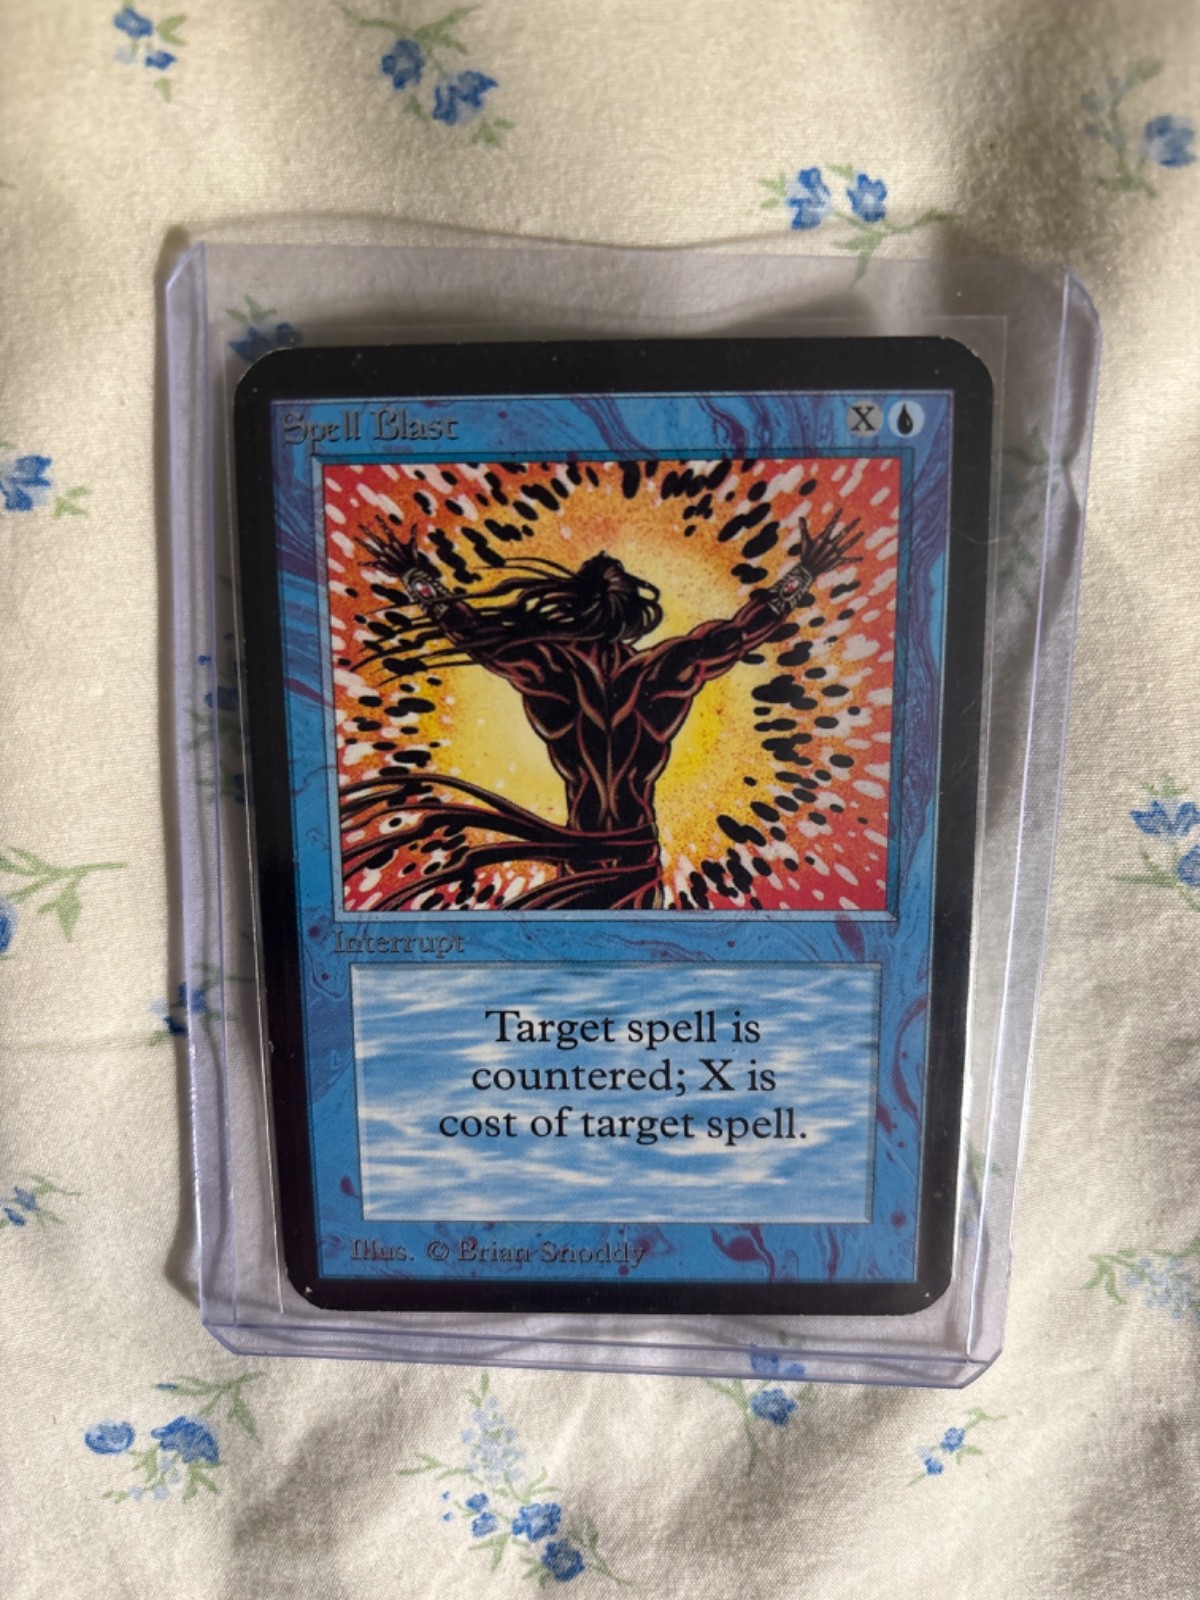 Spell Blast X
Interrupt
Target spell is
countered; X is
cost of target spell.
Illus. © Brian Snoddy